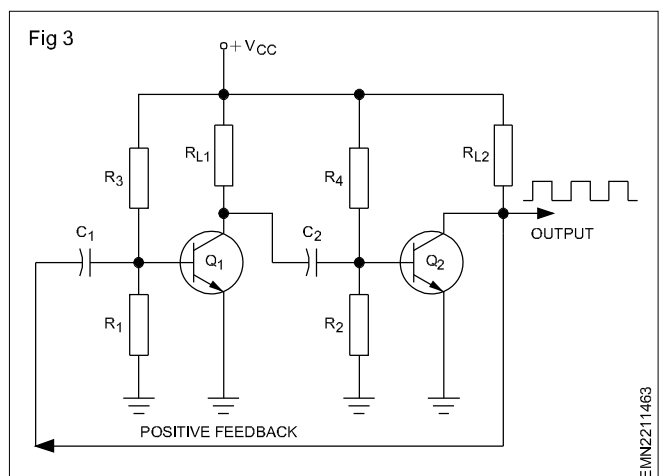 Fig 3
+ VCC
R3
RL1
R4
RL2
C1
Q1
C2
Q2
OUTPUT
R1
R2
POSITIVE FEEDBACK
EMN2211463